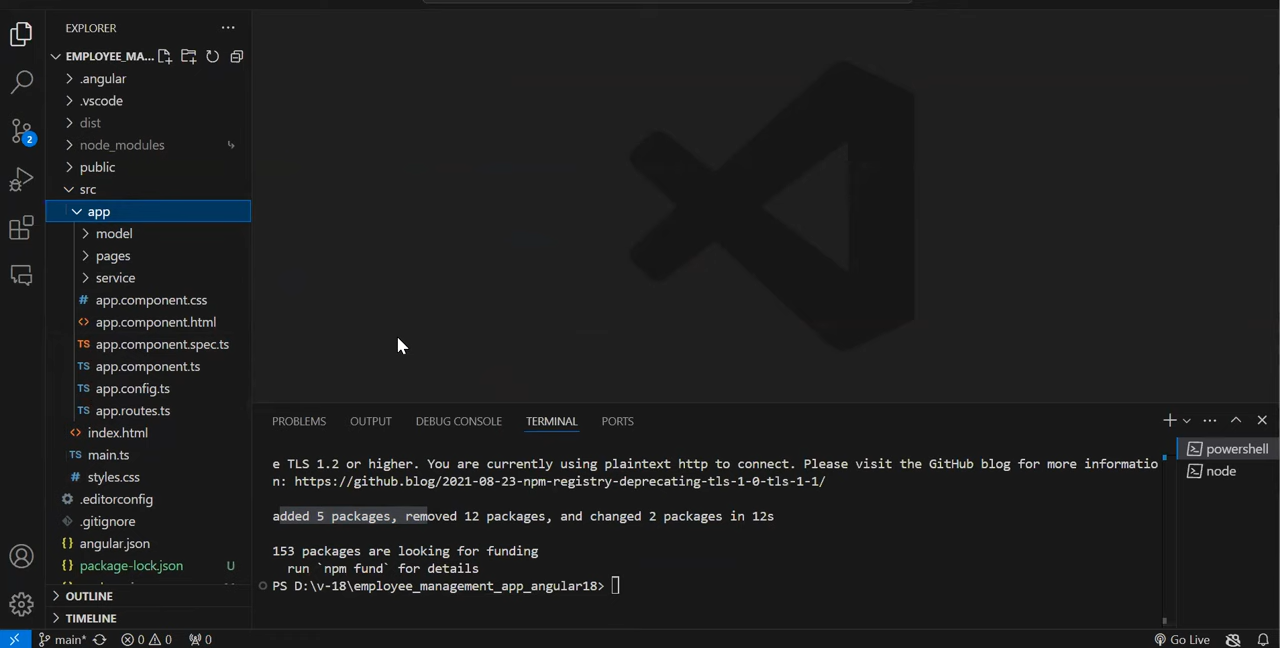 EXPLORER
EMPLOYEE_MA...
.angular
.vscode
dist
node_modules
public
src
app
model
pages
service
# app.component.css
<> app.component.html
TS app.component.spec.ts
TS app.component.ts
TS app.config.ts
TS app.routes.ts
<> index.html
TS main.ts
# styles.css
.editorconfig
.gitignore
{} angular.json
{} package-lock.json U
OUTLINE
TIMELINE
2
PROBLEMS OUTPUT DEBUG CONSOLE TERMINAL PORTS
e TLS 1.2 or higher. You are currently using plaintext http to connect. Please visit the GitHub blog for more informatio
n: https://github.blog/2021-08-23-npm-registry-deprecating-tls-1-0-tls-1-1/
added 5 packages, removed 12 packages, and changed 2 packages in 12s
153 packages are looking for funding
run `npm fund` for details
PS D:\v-18\employee_management_app_angular18>
powershell
node
main* 0 0 0 Go Live